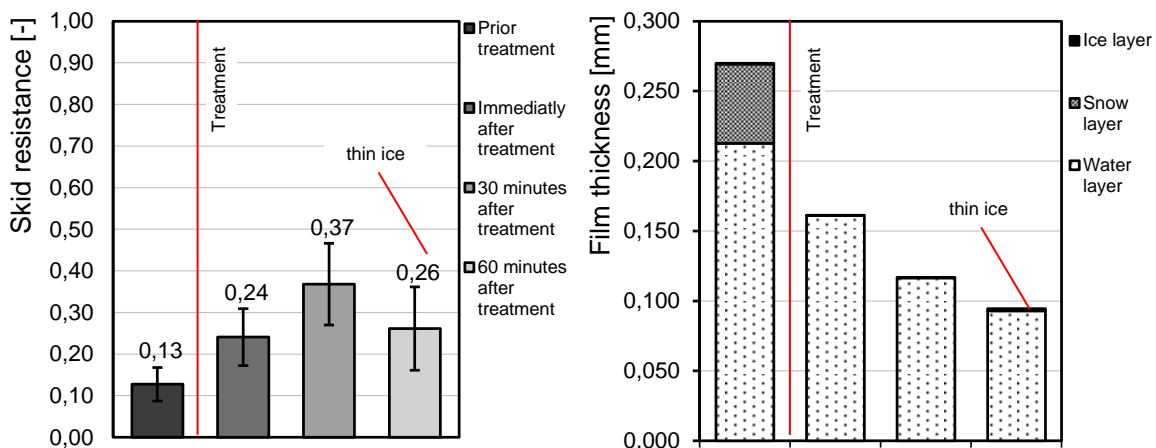 Skid resistance [-]
1,00
0,90
0,80
0,70
0,60
0,50
0,40
0,30
0,20
0,10
0,00
Treatment
thin ice
0,13
0,24
0,37
0,26
Prior
treatment
Immediatly
after
treatment
30 minutes
after
treatment
60 minutes
after
treatment
Film thickness [mm]
0.300
0.250
0.200
0.150
0.100
0.050
0.000
Treatment
thin ice
Ice layer
Snow
layer
Water
layer